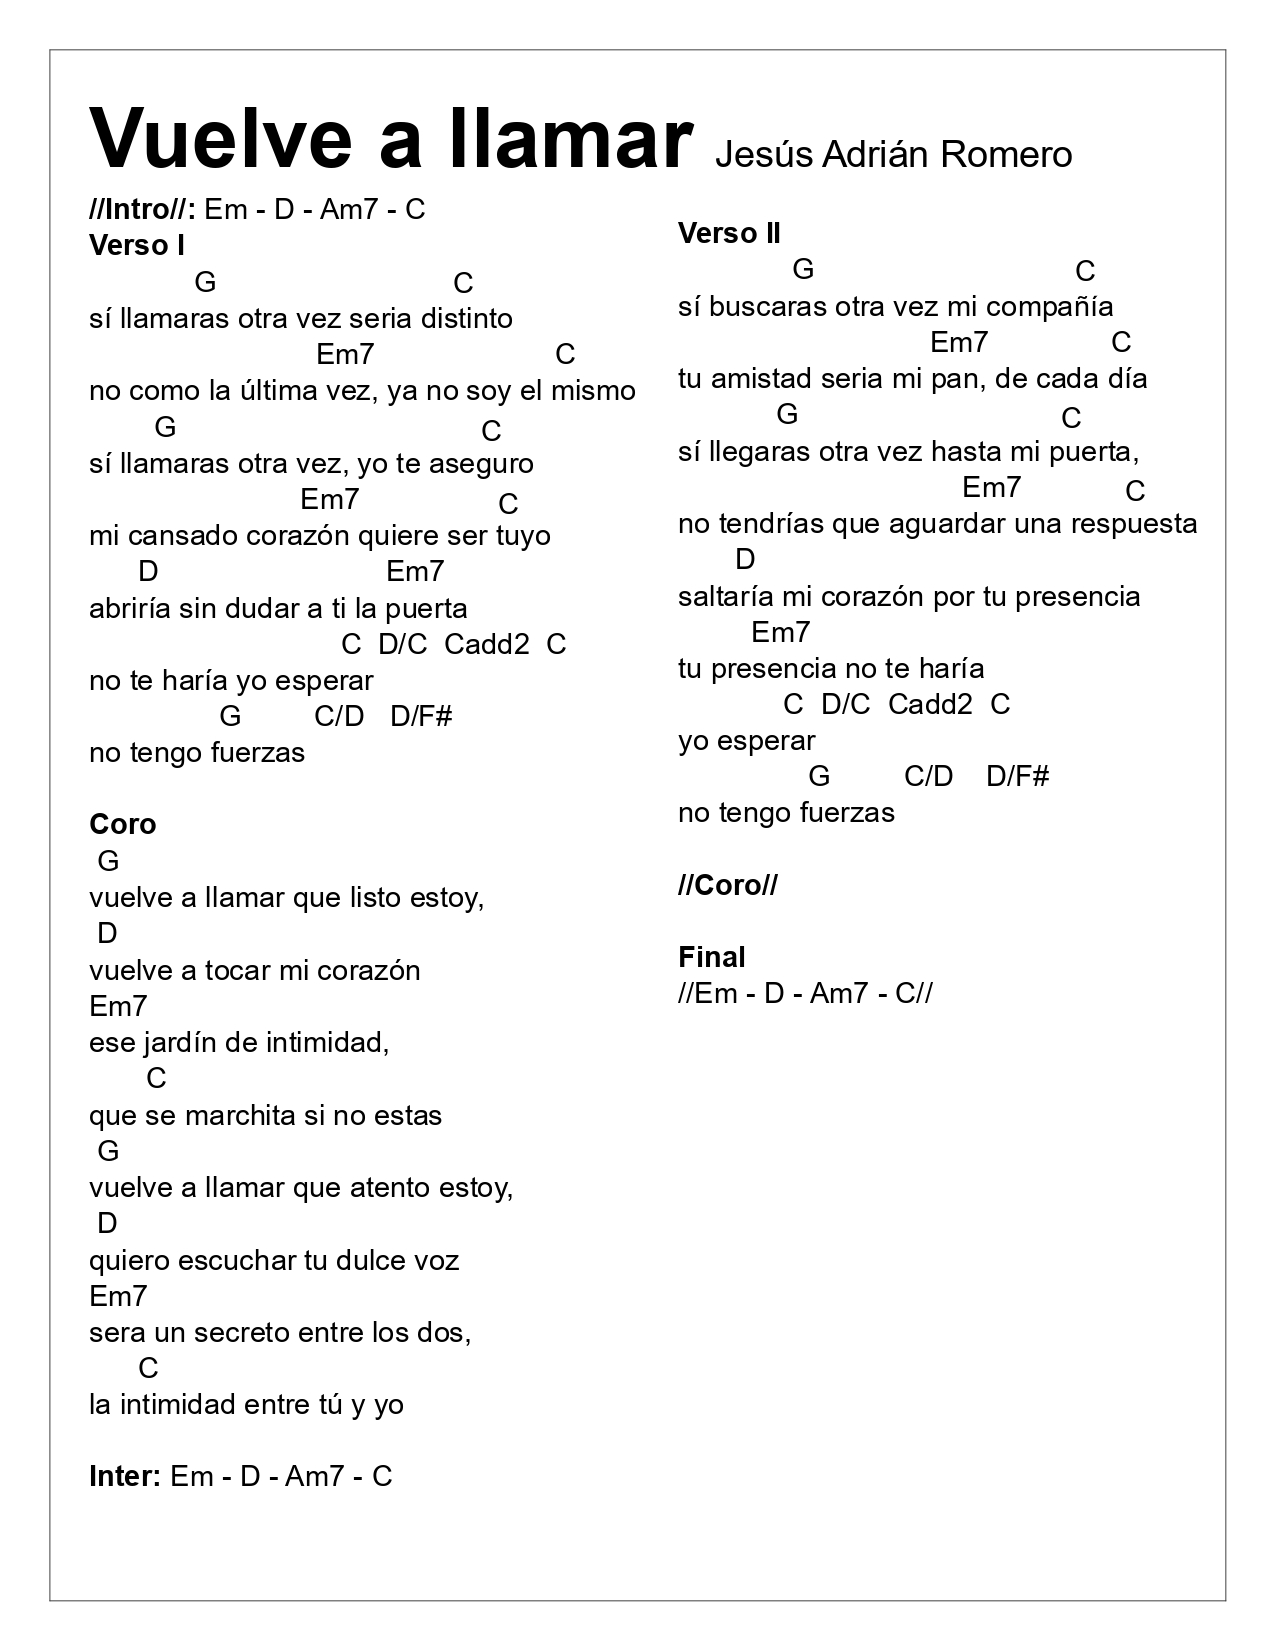 Vuelve a llamar Jesús Adrián Romero
//Intro//: Em - D - Am7 - C
Verso I
G C
sí llamaras otra vez seria distinto
Em7 C
no como la última vez, ya no soy el mismo
G C
sí llamaras otra vez, yo te aseguro
Em7 C
mi cansado corazón quiere ser tuyo
D Em7
abriría sin dudar a ti la puerta
C D/C Cadd2 C
no te haría yo esperar
G C/D D/F#
no tengo fuerzas
Coro
G
vuelve a llamar que listo estoy,
D
vuelve a tocar mi corazón
Em7
ese jardín de intimidad,
C
que se marchita si no estas
G
vuelve a llamar que atento estoy,
D
quiero escuchar tu dulce voz
Em7
sera un secreto entre los dos,
C
la intimidad entre tú y yo
Inter: Em - D - Am7 - C
Verso II
G C
sí buscaras otra vez mi compañía
Em7 C
tu amistad seria mi pan, de cada día
G C
sí llegaras otra vez hasta mi puerta,
Em7 C
no tendrías que aguardar una respuesta
D
saltaría mi corazón por tu presencia
Em7
tu presencia no te haría
C D/C Cadd2 C
yo esperar
G C/D D/F#
no tengo fuerzas
//Coro//
Final
//Em - D - Am7 - C//